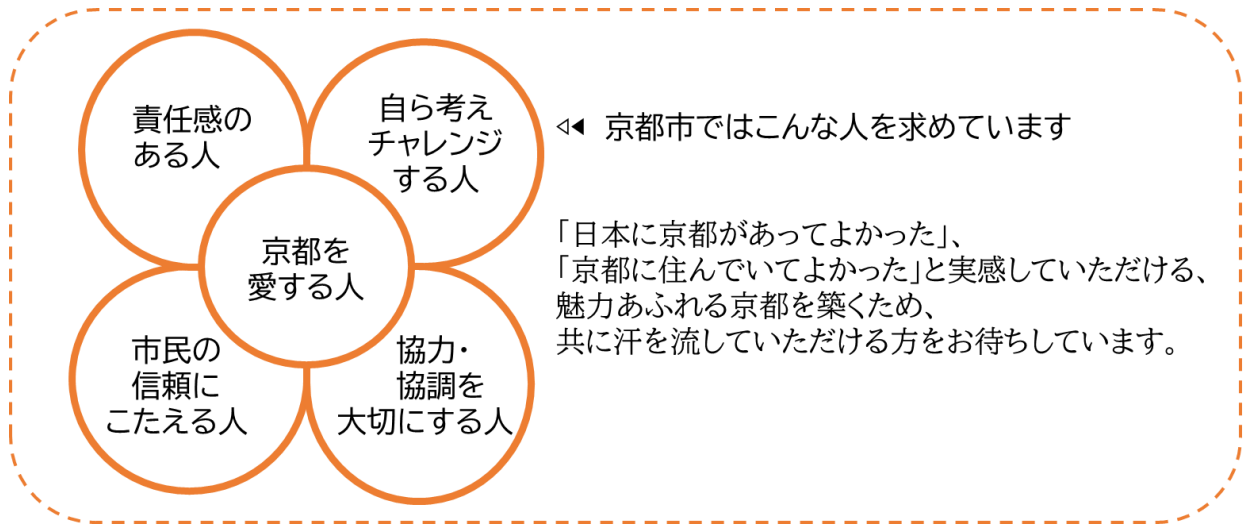 責任感の
ある人
自ら考え
チャレンジ
する人
京都を
愛する人
市民の
信頼に
こたえる人
協力・
協調を
大切にする人
◁◀ 京都市ではこんな人を求めています
「日本に京都があってよかった」、
「京都に住んでいてよかった」と実感していただける、
魅力あふれる京都を築くため、
共に汗を流していただける方をお待ちしています。